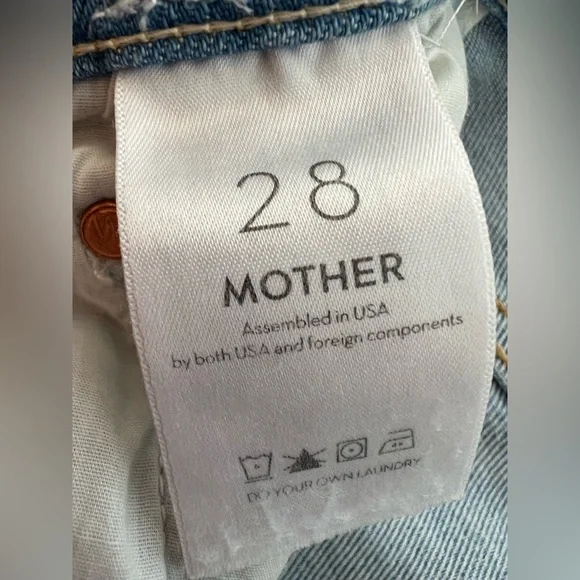 28
MOTHER
Assembled in USA
by both USA and foreign components
DO YOUR OWN LAUNDRY